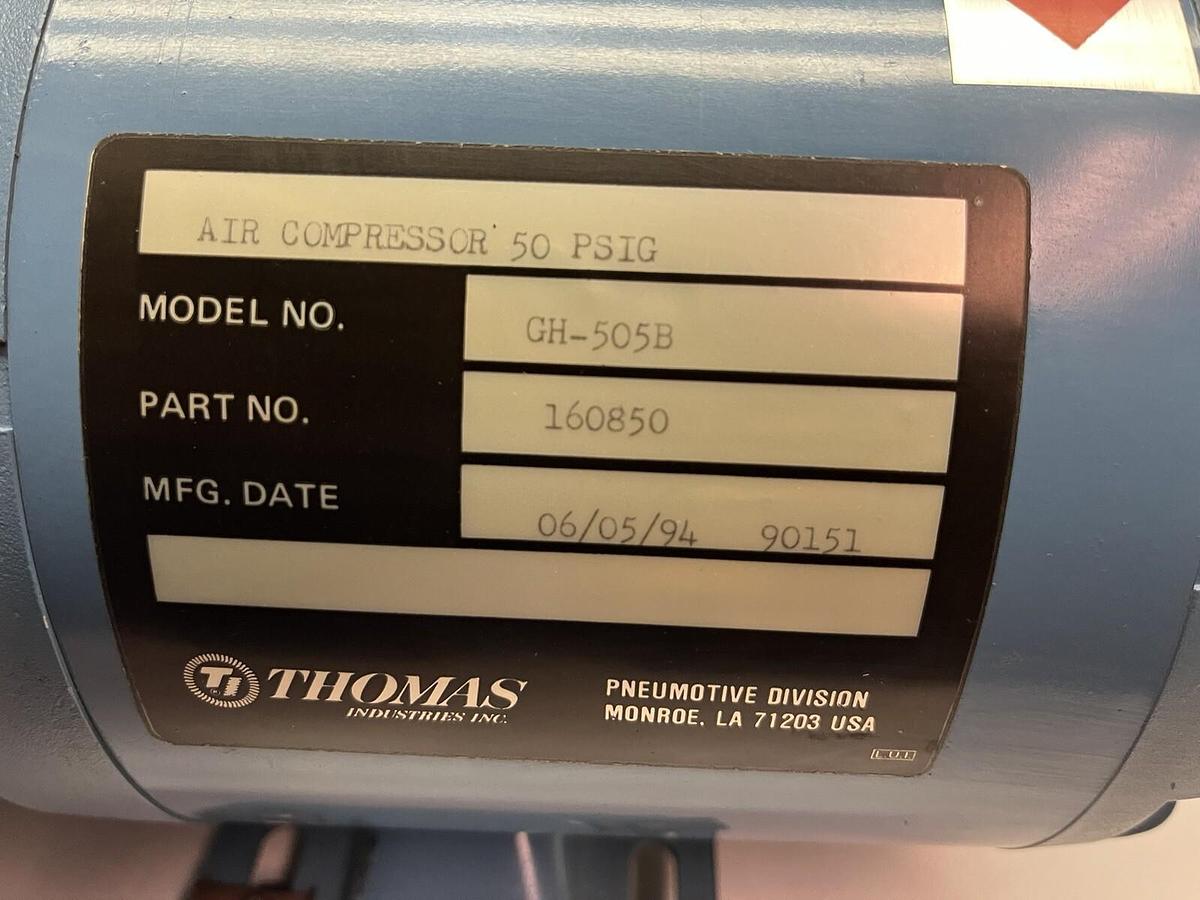 AIR COMPRESSOR 50 PSIG
MODEL NO. GH-505B
PART NO. 160850
MFG. DATE 06/05/94 90151
TI THOMAS
INDUSTRIES INC.
PNEUMOTIVE DIVISION
MONROE, LA 71203 USA